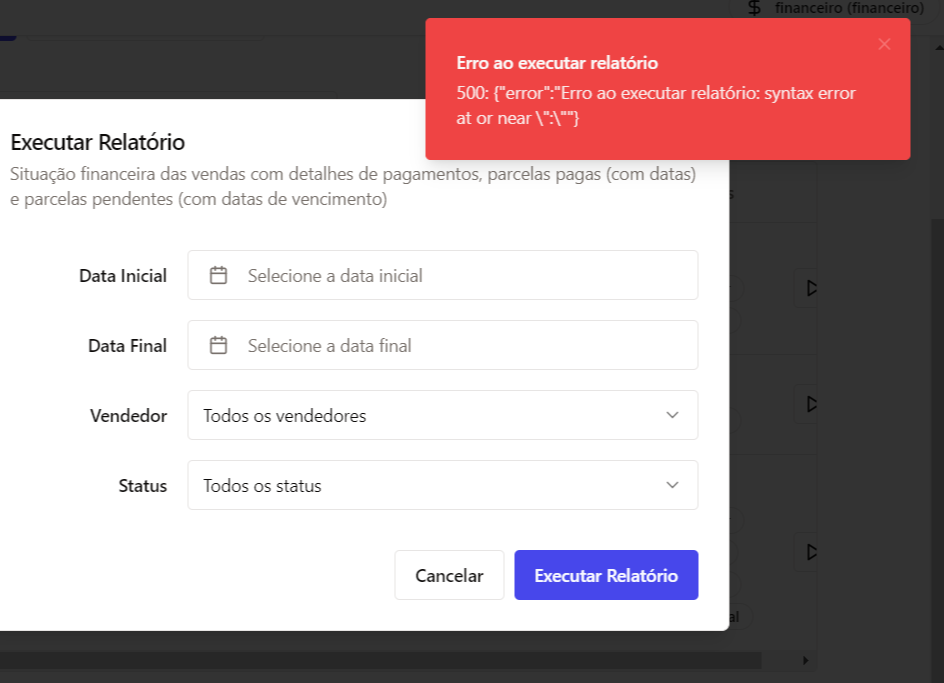 financeiro (financeiro)
Erro ao executar relatório
500: {"error":"Erro ao executar relatório: syntax error
at or near \":\""}
Executar Relatório
Situação financeira das vendas com detalhes de pagamentos, parcelas pagas (com datas)
e parcelas pendentes (com datas de vencimento)
Data Inicial
Selecione a data inicial
Data Final
Selecione a data final
Vendedor
Todos os vendedores
Status
Todos os status
Cancelar
Executar Relatório